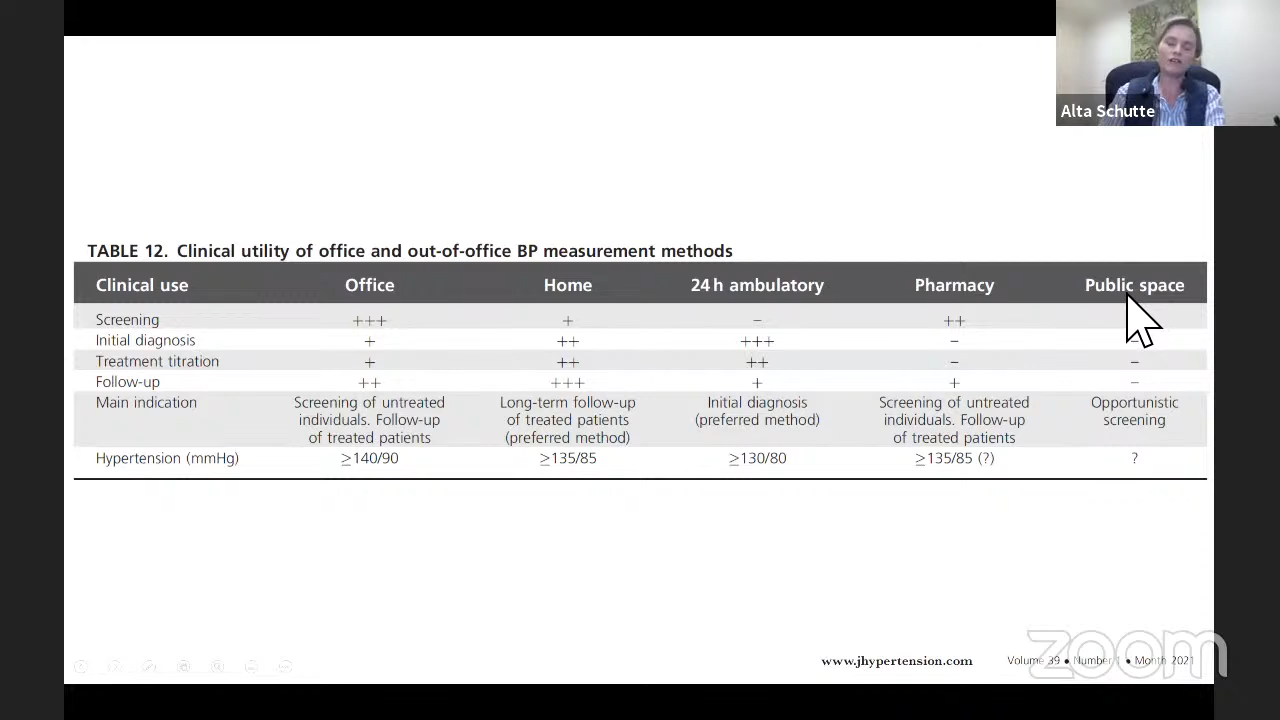 Alta Schutte
TABLE 12. Clinical utility of office and out-of-office BP measurement methods
Clinical use Office Home 24 h ambulatory Pharmacy Public space
Screening +++ + – ++
Initial diagnosis + ++ +++ – –
Treatment titration + ++ ++ – –
Follow-up ++ +++ + + –
Main indication Screening of untreated Long-term follow-up Initial diagnosis Screening of untreated Opportunistic
individuals. Follow-up of treated patients (preferred method) individuals. Follow-up screening
of treated patients (preferred method) of treated patients
Hypertension (mmHg) ≥140/90 ≥135/85 ≥130/80 ≥135/85 (?) ?
www.jhypertension.com Volume 39 • Number 1 • Month 2021
zoom